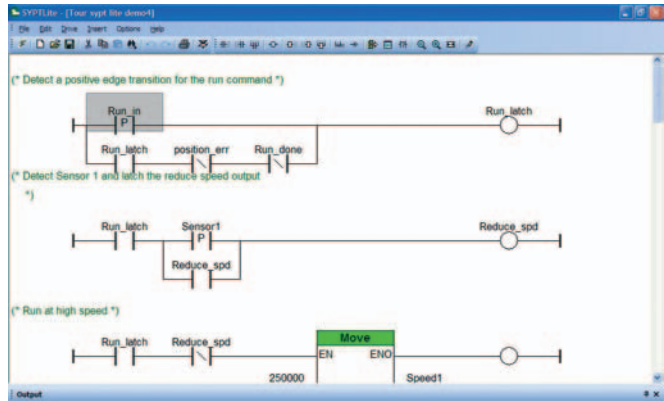 SYPTLite - [Tour sypt lite demo4]
File Edit Drive Insert Options Help
(* Detect a positive edge transition for the run command *)
Run_in Run_latch
P
Run_latch position_err Run_done
(* Detect Sensor 1 and latch the reduce speed output
*)
Run_latch Sensor1 Reduce_spd
P
Reduce_spd
(* Run at high speed *)
Run_latch Reduce_spd Move
EN ENO
250000 Speed1
Output